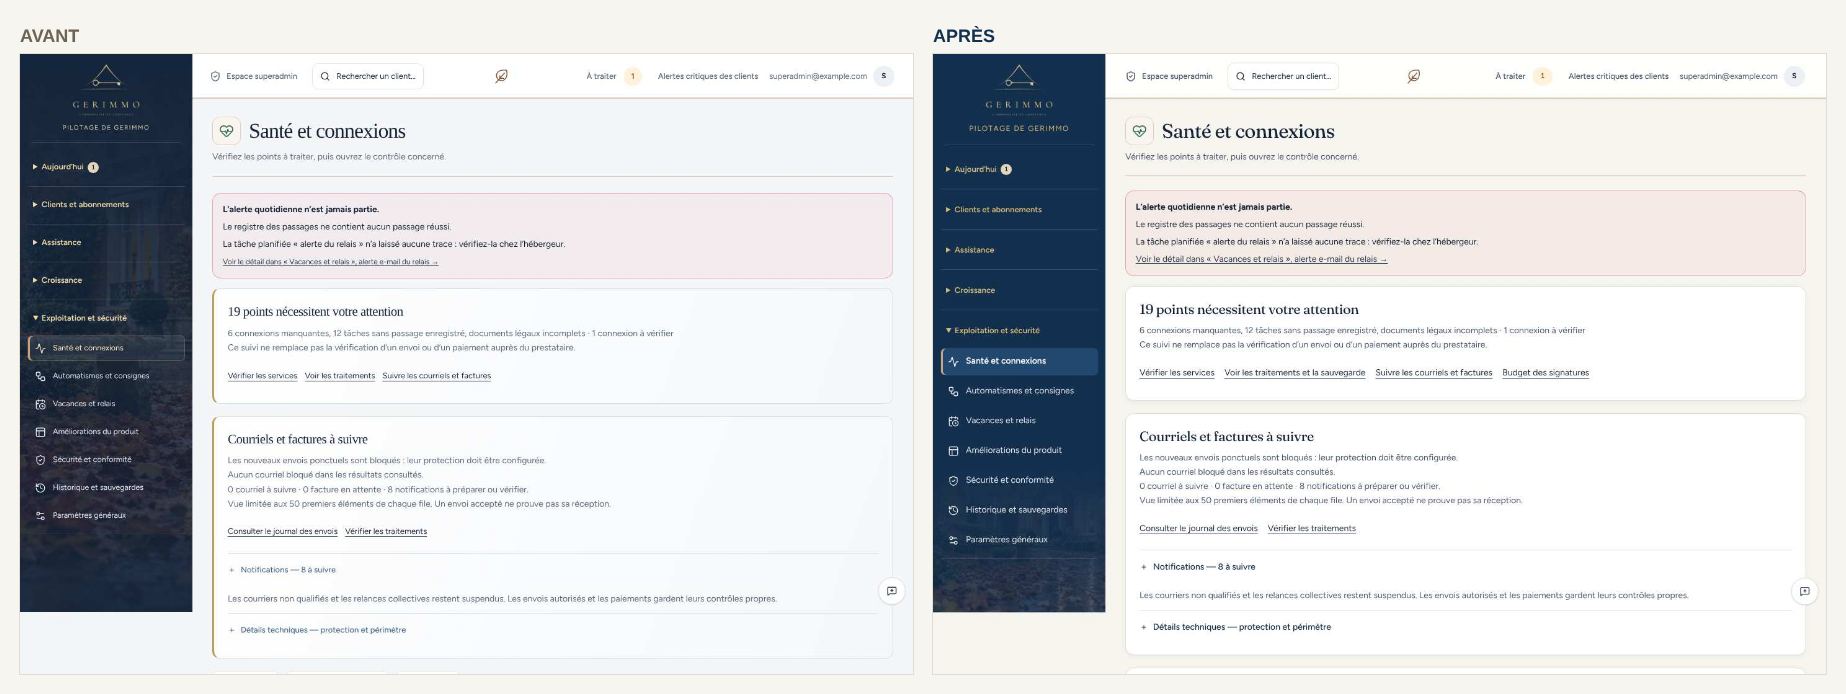 AVANT
GERIMMO
PILOTAGE DE GERIMMO
▶ Aujourd'hui 1
▶ Clients et abonnements
▶ Assistance
▶ Croissance
▼ Exploitation et sécurité
Santé et connexions
Automatismes et consignes
Vacances et relais
Améliorations du produit
Sécurité et conformité
Historique et sauvegardes
Paramètres généraux
Espace superadmin Rechercher un client... À traiter 1 Alertes critiques des clients superadmin@example.com S
Santé et connexions
Vérifiez les points à traiter, puis ouvrez le contrôle concerné.
L'alerte quotidienne n'est jamais partie.
Le registre des passages ne contient aucun passage réussi.
La tâche planifiée « alerte du relais » n'a laissé aucune trace : vérifiez-la chez l'hébergeur.
Voir le détail dans « Vacances et relais », alerte e-mail du relais →
19 points nécessitent votre attention
6 connexions manquantes, 12 tâches sans passage enregistré, documents légaux incomplets · 1 connexion à vérifier
Ce suivi ne remplace pas la vérification d'un envoi ou d'un paiement auprès du prestataire.
Vérifier les services Voir les traitements Suivre les courriels et factures
Courriels et factures à suivre
Les nouveaux envois ponctuels sont bloqués : leur protection doit être configurée.
Aucun courriel bloqué dans les résultats consultés.
0 courriel à suivre · 0 facture en attente · 8 notifications à préparer ou vérifier.
Vue limitée aux 50 premiers éléments de chaque file. Un envoi accepté ne prouve pas sa réception.
Consulter le journal des envois Vérifier les traitements
+ Notifications — 8 à suivre
Les courriers non qualifiés et les relances collectives restent suspendus. Les envois autorisés et les paiements gardent leurs contrôles propres.
+ Détails techniques — protection et périmètre
APRÈS
GERIMMO
PILOTAGE DE GERIMMO
▶ Aujourd'hui 1
▶ Clients et abonnements
▶ Assistance
▶ Croissance
▼ Exploitation et sécurité
Santé et connexions
Automatismes et consignes
Vacances et relais
Améliorations du produit
Sécurité et conformité
Historique et sauvegardes
Paramètres généraux
Espace superadmin Rechercher un client... À traiter 1 Alertes critiques des clients superadmin@example.com S
Santé et connexions
Vérifiez les points à traiter, puis ouvrez le contrôle concerné.
L'alerte quotidienne n'est jamais partie.
Le registre des passages ne contient aucun passage réussi.
La tâche planifiée « alerte du relais » n'a laissé aucune trace : vérifiez-la chez l'hébergeur.
Voir le détail dans « Vacances et relais », alerte e-mail du relais →
19 points nécessitent votre attention
6 connexions manquantes, 12 tâches sans passage enregistré, documents légaux incomplets · 1 connexion à vérifier
Ce suivi ne remplace pas la vérification d'un envoi ou d'un paiement auprès du prestataire.
Vérifier les services Voir les traitements et la sauvegarde Suivre les courriels et factures Budget des signatures
Courriels et factures à suivre
Les nouveaux envois ponctuels sont bloqués : leur protection doit être configurée.
Aucun courriel bloqué dans les résultats consultés.
0 courriel à suivre · 0 facture en attente · 8 notifications à préparer ou vérifier.
Vue limitée aux 50 premiers éléments de chaque file. Un envoi accepté ne prouve pas sa réception.
Consulter le journal des envois Vérifier les traitements
+ Notifications — 8 à suivre
Les courriers non qualifiés et les relances collectives restent suspendus. Les envois autorisés et les paiements gardent leurs contrôles propres.
+ Détails techniques — protection et périmètre